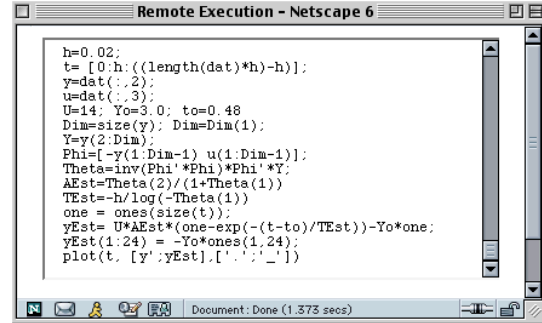 Remote Execution - Netscape 6
h=0.02;
t= [0:h:((length(dat)*h)-h)];
y=dat(:,2);
u=dat(:,3);
U=14; Yo=3.0; to=0.48
Dim=size(y); Dim=Dim(1);
Y=y(2:Dim);
Phi=[-y(1:Dim-1) u(1:Dim-1)];
Theta=inv(Phi'*Phi)*Phi'*Y;
AEst=Theta(2)/(1+Theta(1))
TEst=-h/log(-Theta(1))
one = ones(size(t));
yEst= U*AEst*(one-exp(-(t-to)/TEst))-Yo*one;
yEst(1:24) = -Yo*ones(1,24);
plot(t, [y';yEst],['.';'_'])
Document: Done (1.373 secs)